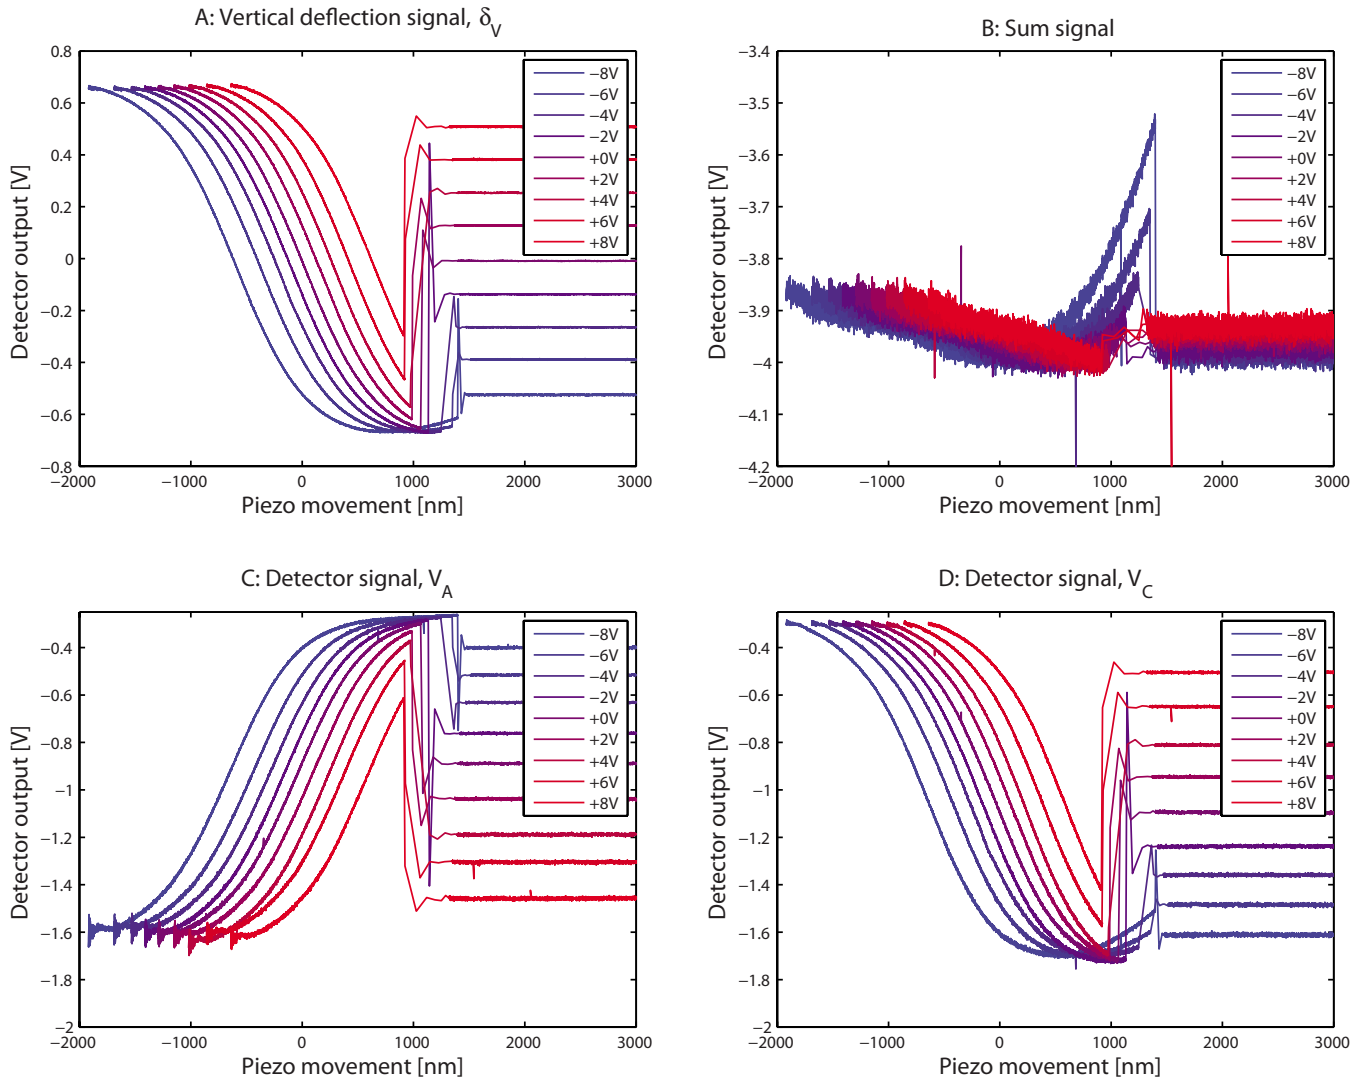 A: Vertical deflection signal, δV
0.8
0.6
0.4
0.2
0
−0.2
−0.4
−0.6
−0.8
Detector output [V]
−2000 −1000 0 1000 2000 3000
Piezo movement [nm]
−8V
−6V
−4V
−2V
+0V
+2V
+4V
+6V
+8V
B: Sum signal
−3.4
−3.5
−3.6
−3.7
−3.8
−3.9
−4
−4.1
−4.2
Detector output [V]
−2000 −1000 0 1000 2000 3000
Piezo movement [nm]
−8V
−6V
−4V
−2V
+0V
+2V
+4V
+6V
+8V
C: Detector signal, VA
−0.4
−0.6
−0.8
−1
−1.2
−1.4
−1.6
−1.8
−2
Detector output [V]
−2000 −1000 0 1000 2000 3000
Piezo movement [nm]
−8V
−6V
−4V
−2V
+0V
+2V
+4V
+6V
+8V
D: Detector signal, VC
−0.4
−0.6
−0.8
−1
−1.2
−1.4
−1.6
−1.8
−2
Detector output [V]
−2000 −1000 0 1000 2000 3000
Piezo movement [nm]
−8V
−6V
−4V
−2V
+0V
+2V
+4V
+6V
+8V